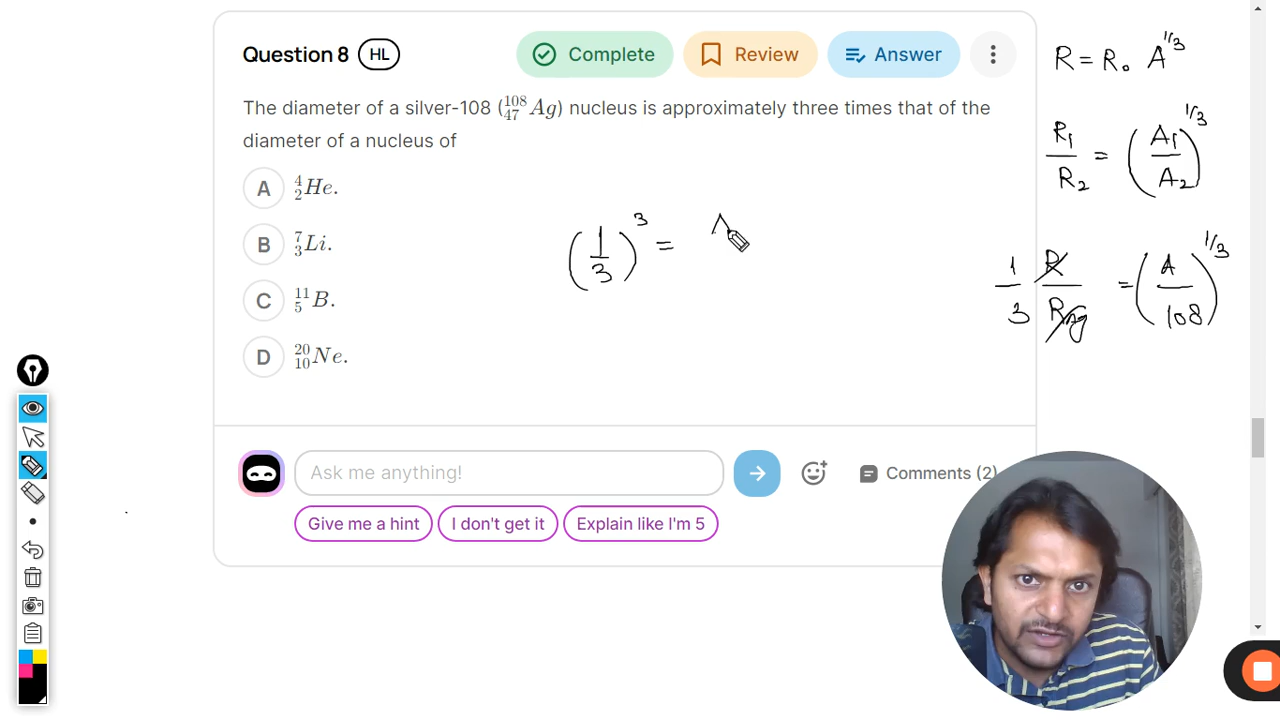 Question 8 HL Complete Review Answer
The diameter of a silver-108 (¹⁰⁸₄₇Ag) nucleus is approximately three times that of the
diameter of a nucleus of
A ⁴₂He.
B ⁷₃Li.
C ¹¹₅B.
D ²⁰₁₀Ne.
Ask me anything!
Comments (2)
Give me a hint I don't get it Explain like I'm 5
(1/3)³ =
R = R₀ A^1/3
R₁/R₂ = (A₁/A₂)^1/3
1/3 R/RAg = (A/108)^1/3